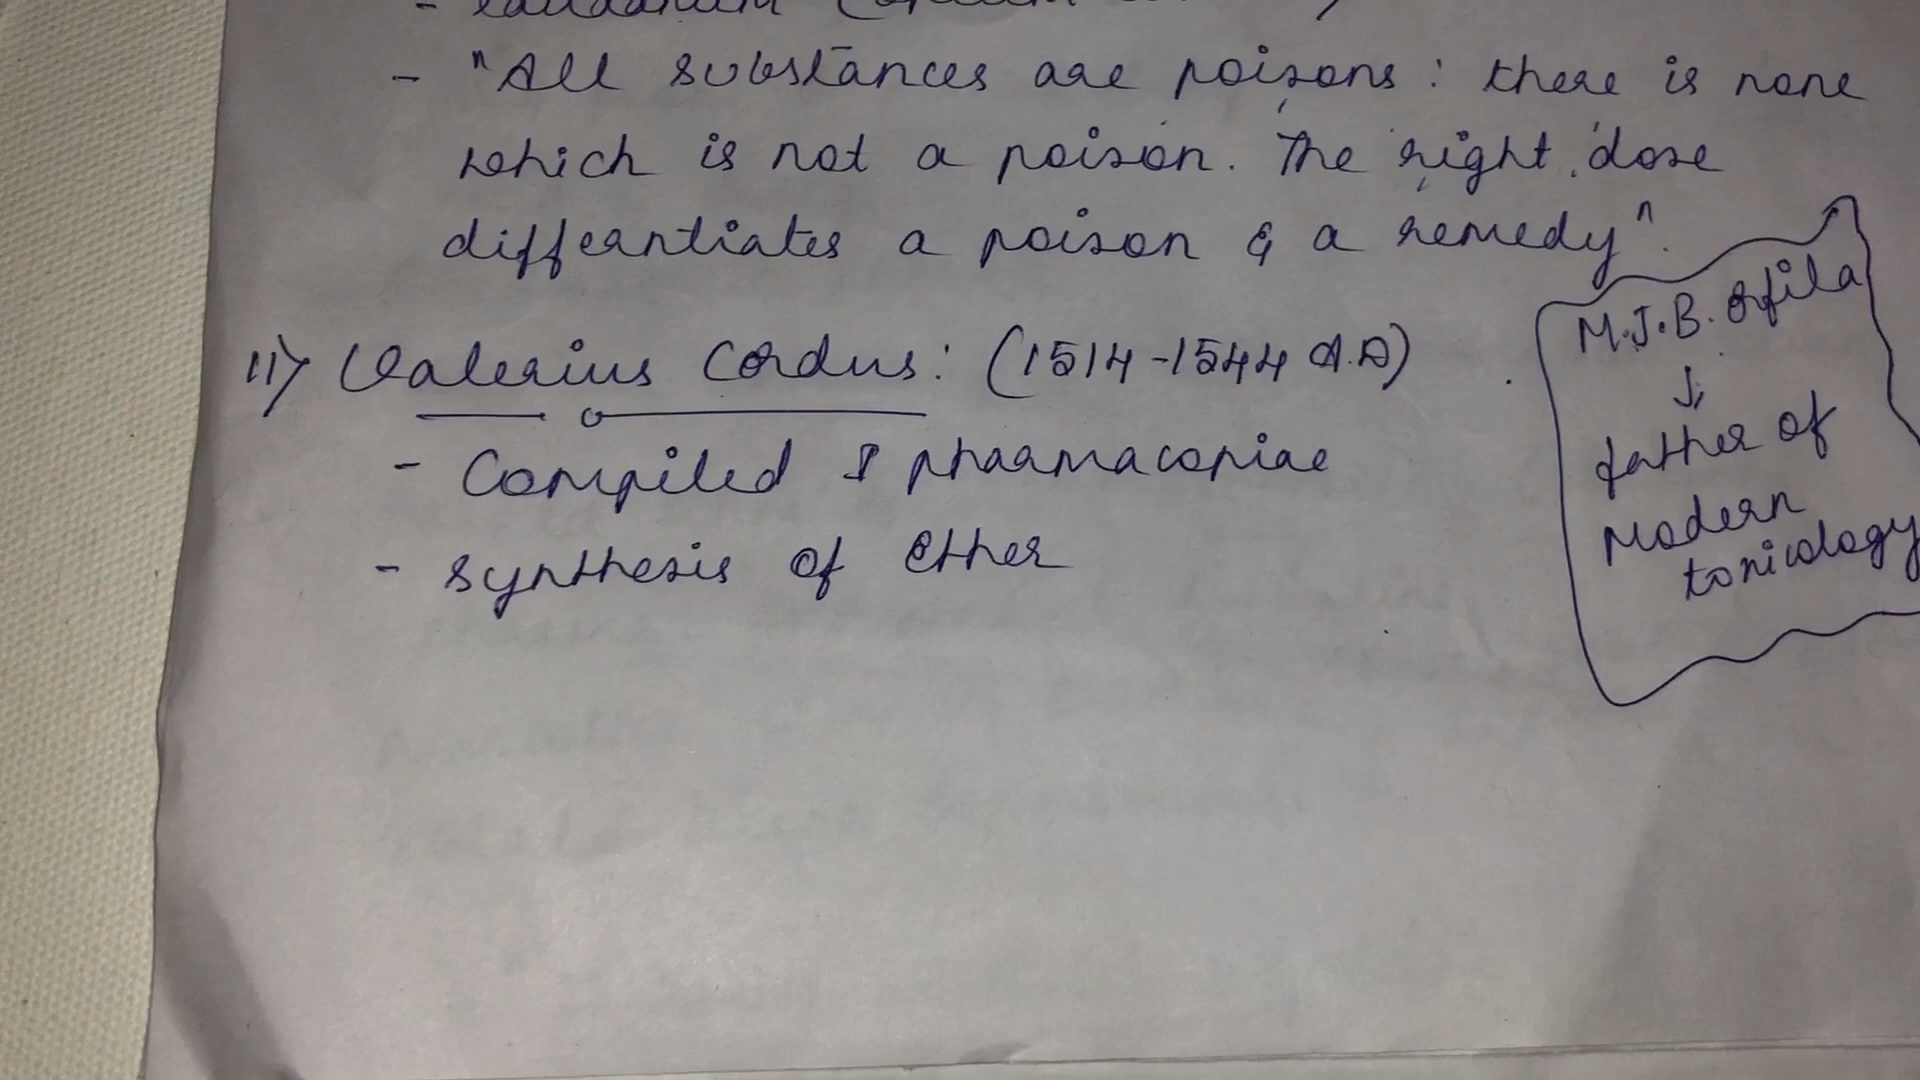 - "All substances are poisons : there is none
which is not a poison. The right dose
differntiates a poison & a remedy".
11) Valerius Cordus : (1514-1544 A.D)
- Compiled I pharmacopiae
- synthesis of Ether
M.J.B. Orfila
↓
father of
Modern
toxicology